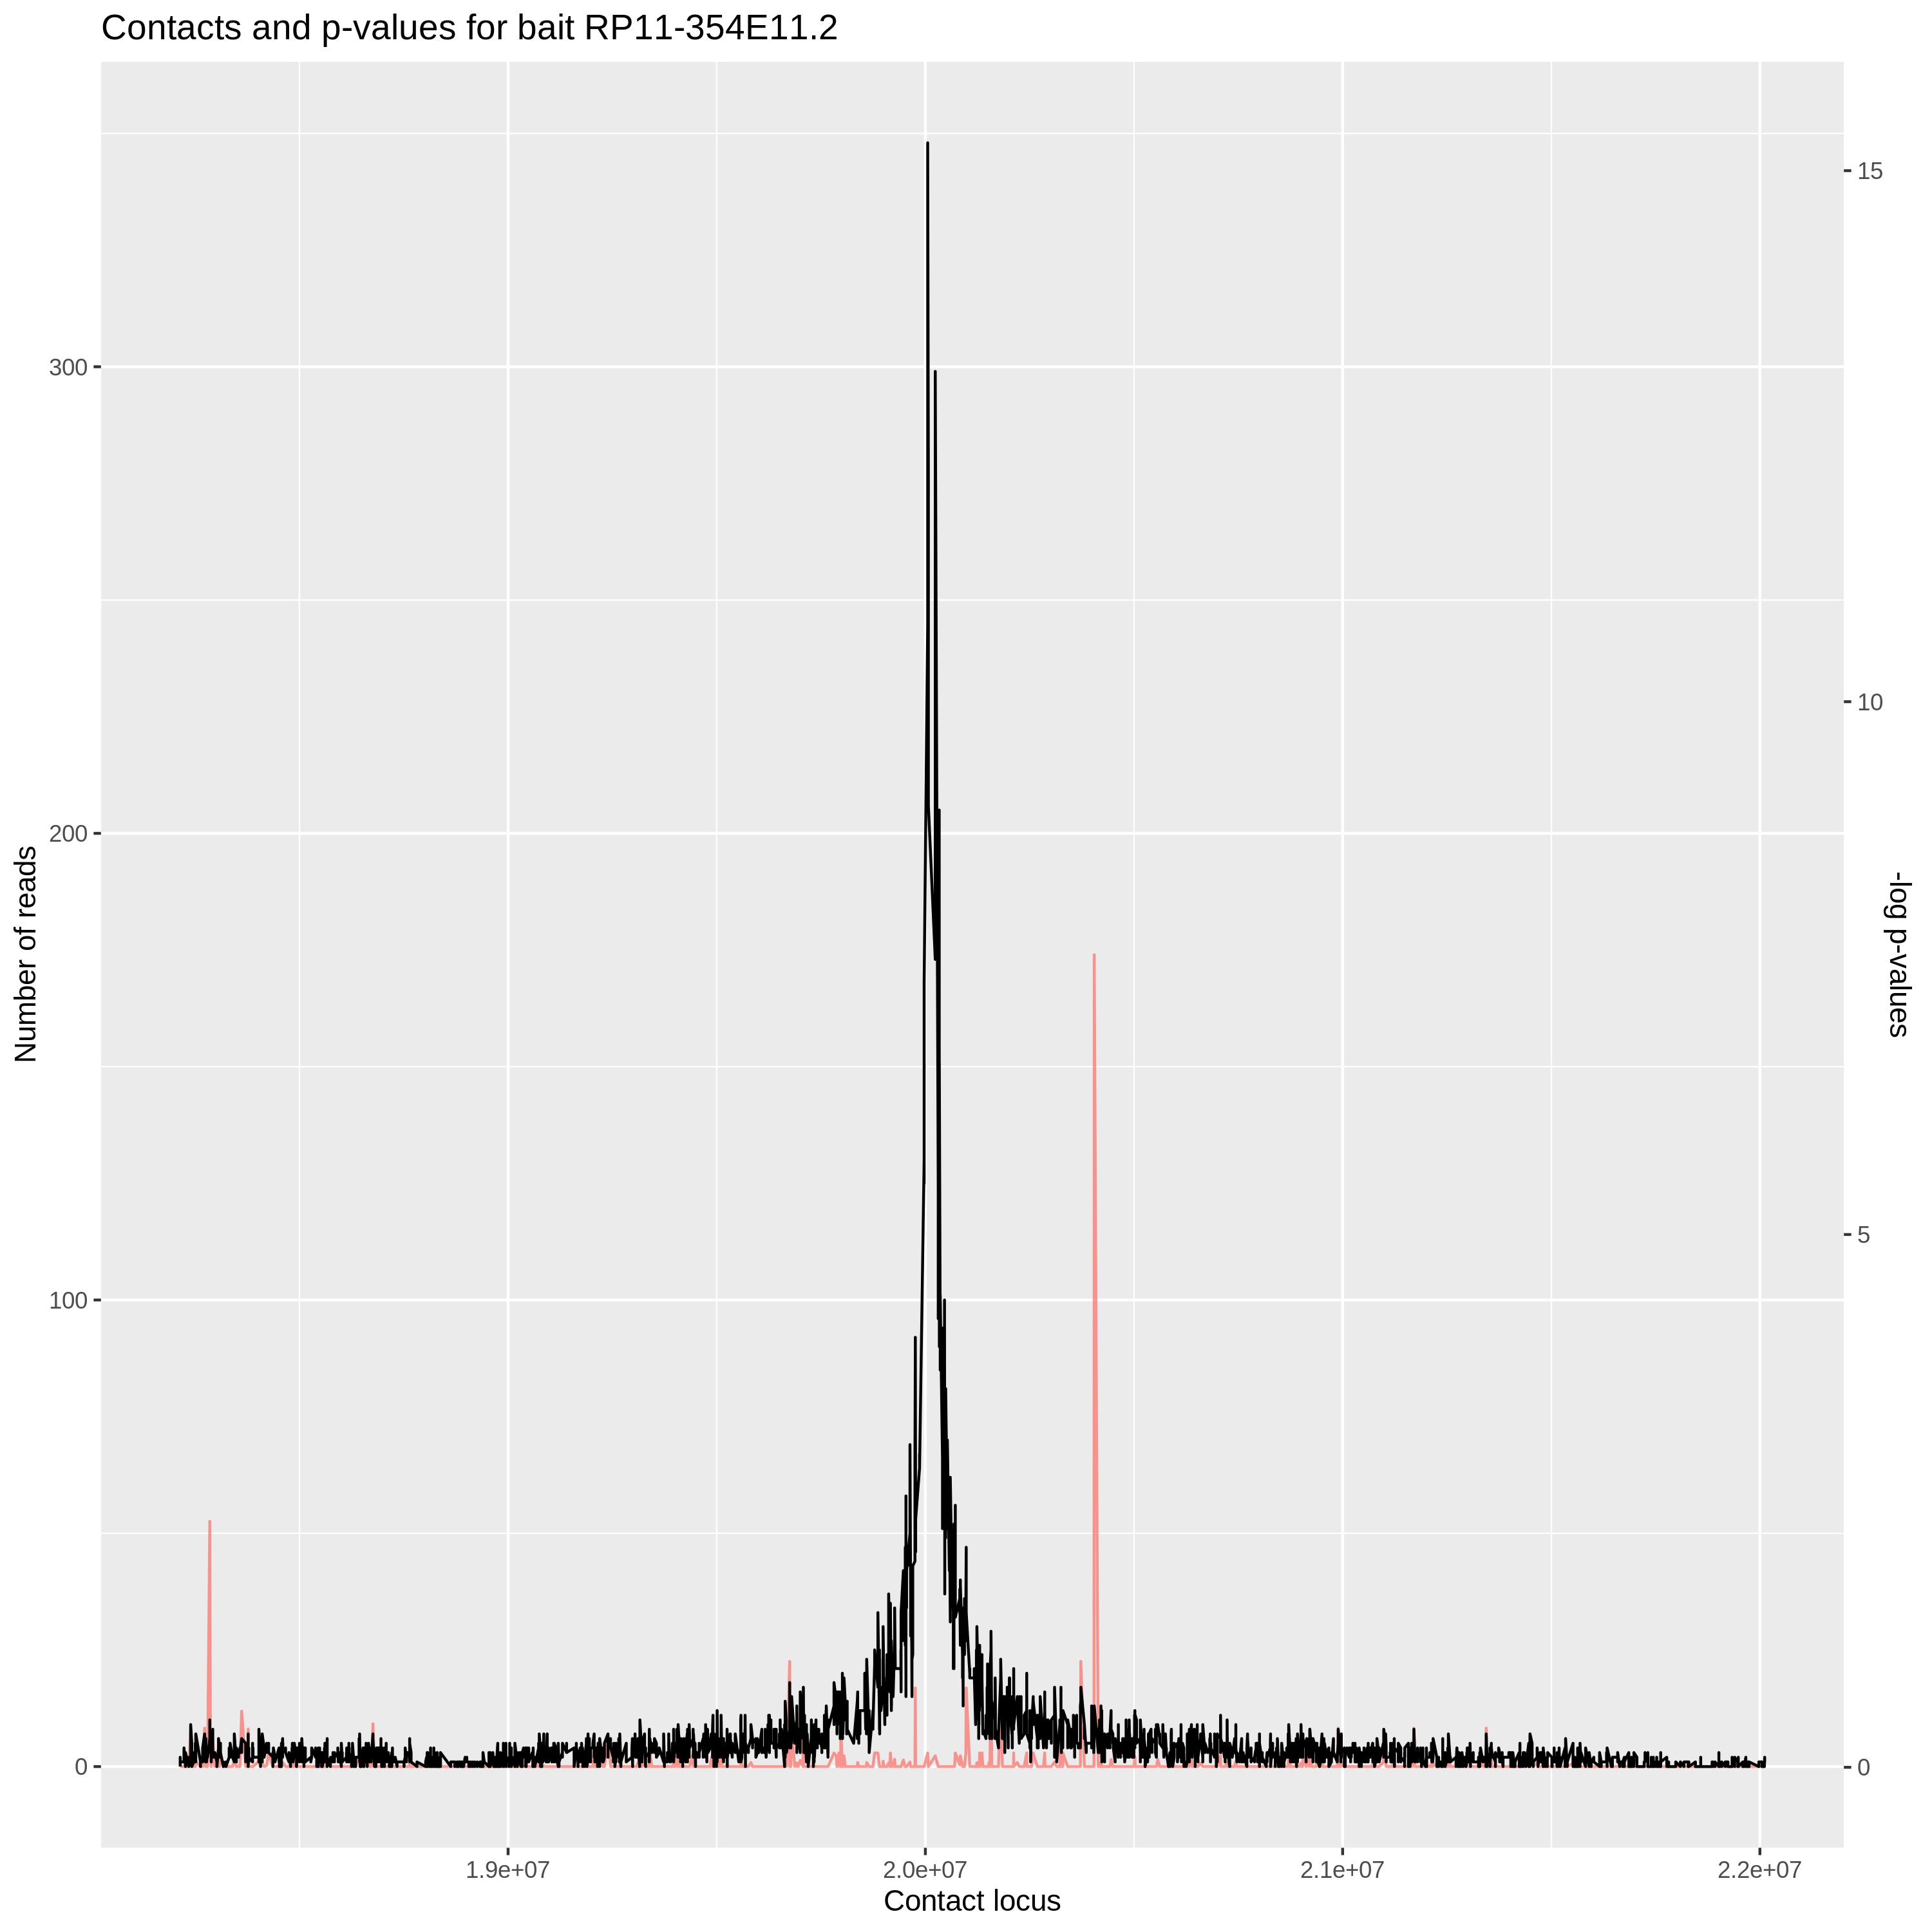 Contacts and p-values for bait RP11-354E11.2
300
200
100
0
Number of reads
15
10
5
0
-log p-values
1.9e+07
2.0e+07
2.1e+07
2.2e+07
Contact locus